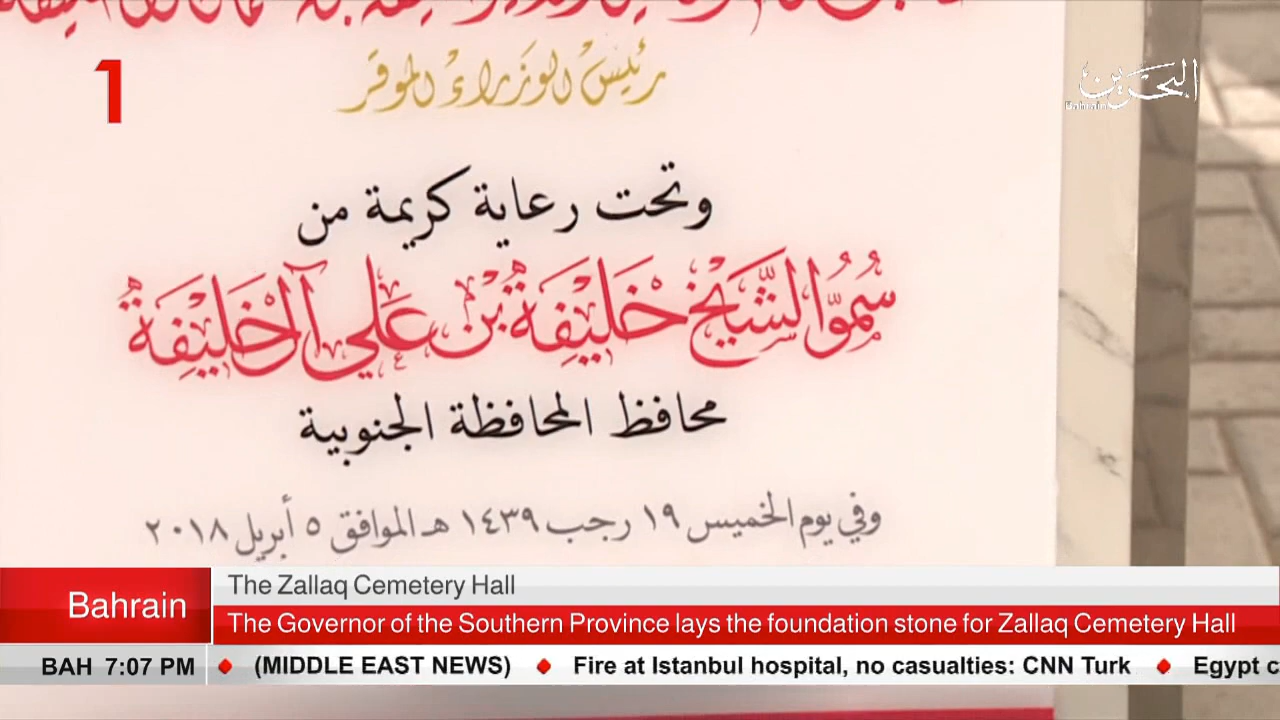 رئيس الوزراء الموقر
وتحت رعاية كريمة من
سمو الشيخ خليفة بن علي آل خليفة
محافظ المحافظة الجنوبية
وفي يوم الخميس ١٩ رجب ١٤٣٩ هـ الموافق ٥ أبريل ٢٠١٨
1
البحرين
Bahrain
The Zallaq Cemetery Hall
Bahrain
The Governor of the Southern Province lays the foundation stone for Zallaq Cemetery Hall
BAH 7:07 PM (MIDDLE EAST NEWS) Fire at Istanbul hospital, no casualties: CNN Turk Egypt c